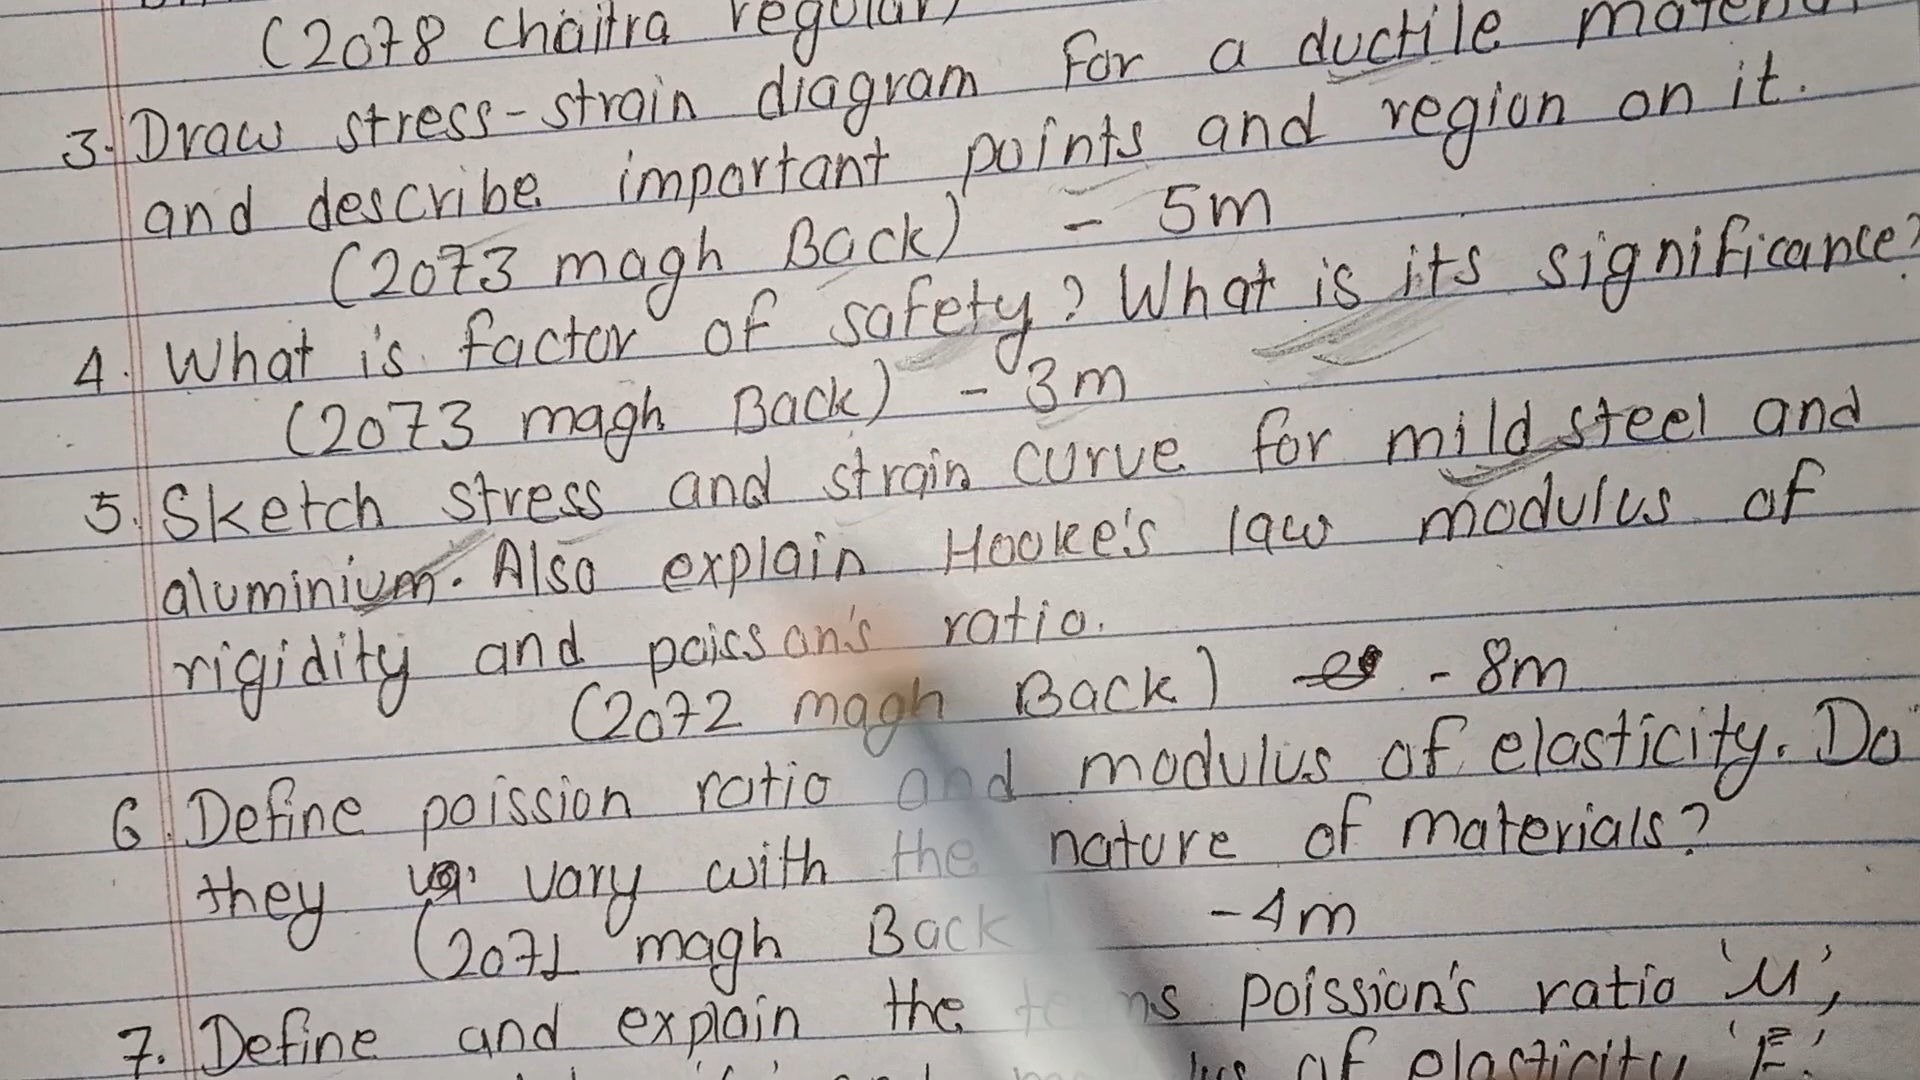 (2078 chaitra regular)
3. Draw stress-strain diagram for a ductile material
and describe important points and region on it.
(2073 magh Back) - 5m
4. What is factor of safety? What is its significance?
(2073 magh Back) - 3m
5. Sketch stress and strain curve for mild steel and
aluminium. Also explain Hooke's law modulus of
rigidity and poisson's ratio.
(2072 magh Back) - 8m
6. Define poission ratio and modulus of elasticity. Do
they vary with the nature of materials?
(2071 magh Back) -4m
7. Define and explain the terms poission's ratio 'μ',
of elasticity 'E'.